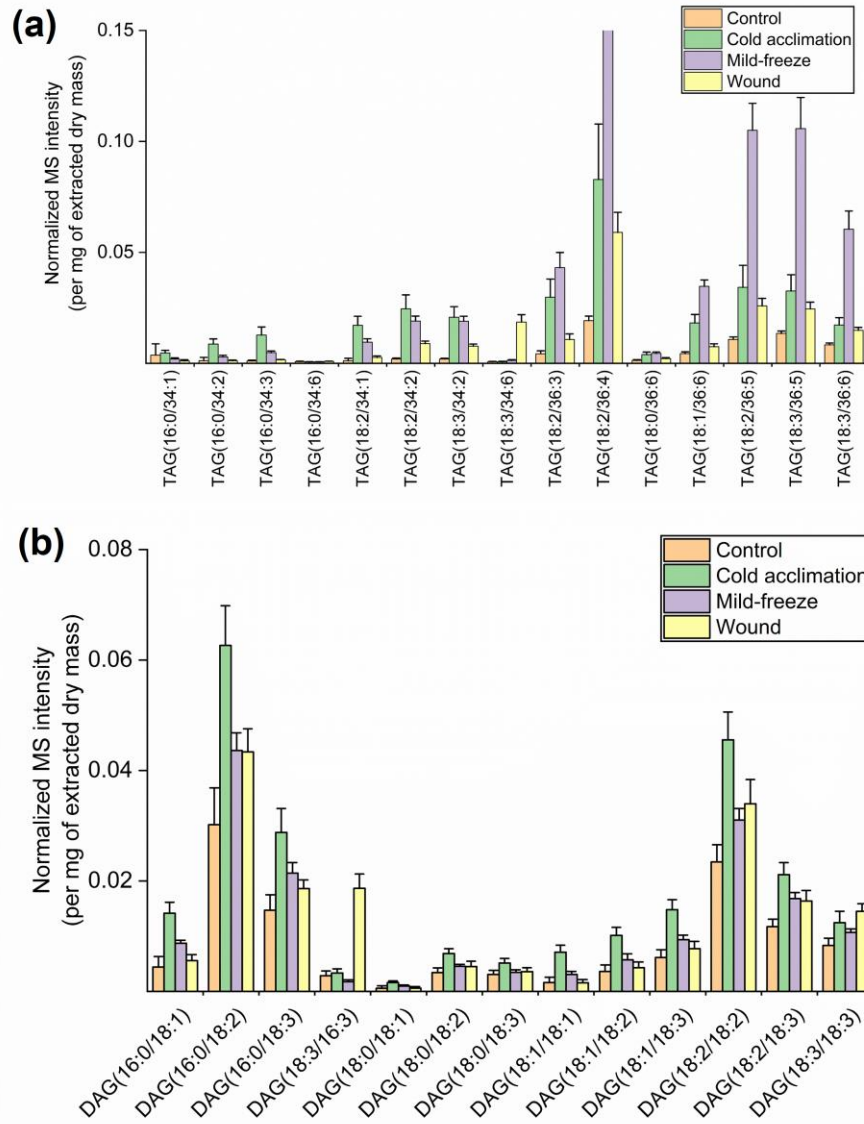 (a)
0.15
0.10
0.05
Normalized MS intensity
(per mg of extracted dry mass)
Control
Cold acclimation
Mild-freeze
Wound
TAG(16:0/34:1)
TAG(16:0/34:2)
TAG(16:0/34:3)
TAG(16:0/34:6)
TAG(18:2/34:1)
TAG(18:2/34:2)
TAG(18:3/34:2)
TAG(18:3/34:6)
TAG(18:2/36:3)
TAG(18:2/36:4)
TAG(18:0/36:6)
TAG(18:1/36:6)
TAG(18:2/36:5)
TAG(18:3/36:5)
TAG(18:3/36:6)
(b)
0.08
0.06
0.04
0.02
Normalized MS intensity
(per mg of extracted dry mass)
Control
Cold acclimation
Mild-freeze
Wound
DAG(16:0/18:1)
DAG(16:0/18:2)
DAG(16:0/18:3)
DAG(18:3/16:3)
DAG(18:0/18:1)
DAG(18:0/18:2)
DAG(18:0/18:3)
DAG(18:1/18:1)
DAG(18:1/18:2)
DAG(18:1/18:3)
DAG(18:2/18:2)
DAG(18:2/18:3)
DAG(18:3/18:3)